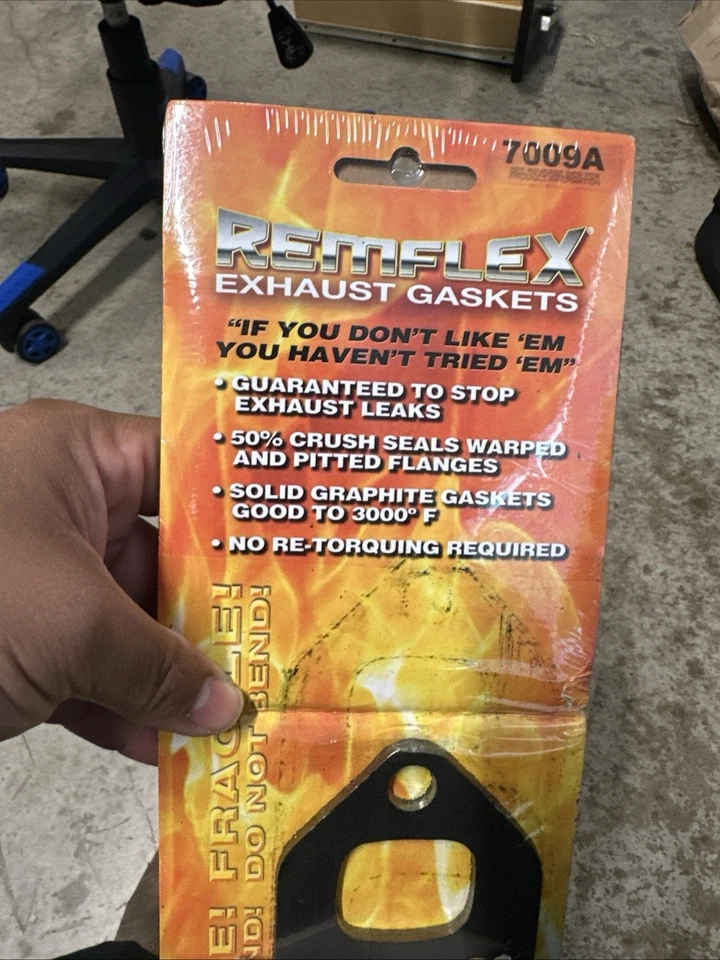 7009A
REMFLEX®
EXHAUST GASKETS
“IF YOU DON’T LIKE ‘EM
YOU HAVEN’T TRIED ‘EM”
• GUARANTEED TO STOP
EXHAUST LEAKS
• 50% CRUSH SEALS WARPED
AND PITTED FLANGES
• SOLID GRAPHITE GASKETS
GOOD TO 3000° F
• NO RE-TORQUING REQUIRED
FRAGILE!
DO NOT BEND!